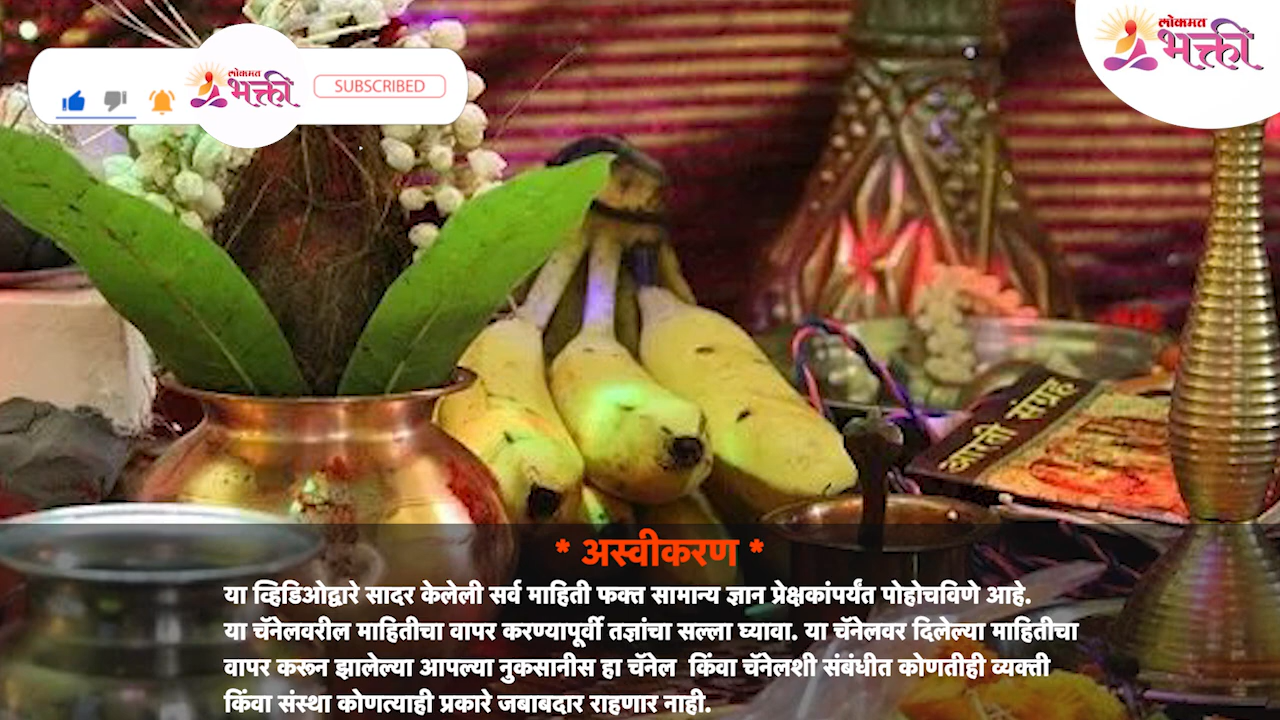 लोकमत
भक्ती
SUBSCRIBED
लोकमत
भक्ती
आरती संग्रह
* अस्वीकरण *
या व्हिडिओद्वारे सादर केलेली सर्व माहिती फक्त सामान्य ज्ञान प्रेक्षकांपर्यंत पोहोचविणे आहे.
या चॅनेलवरील माहितीचा वापर करण्यापूर्वी तज्ञांचा सल्ला घ्यावा. या चॅनेलवर दिलेल्या माहितीचा
वापर करून झालेल्या आपल्या नुकसानीस हा चॅनेल किंवा चॅनेलशी संबंधीत कोणतीही व्यक्ती
किंवा संस्था कोणत्याही प्रकारे जबाबदार राहणार नाही.